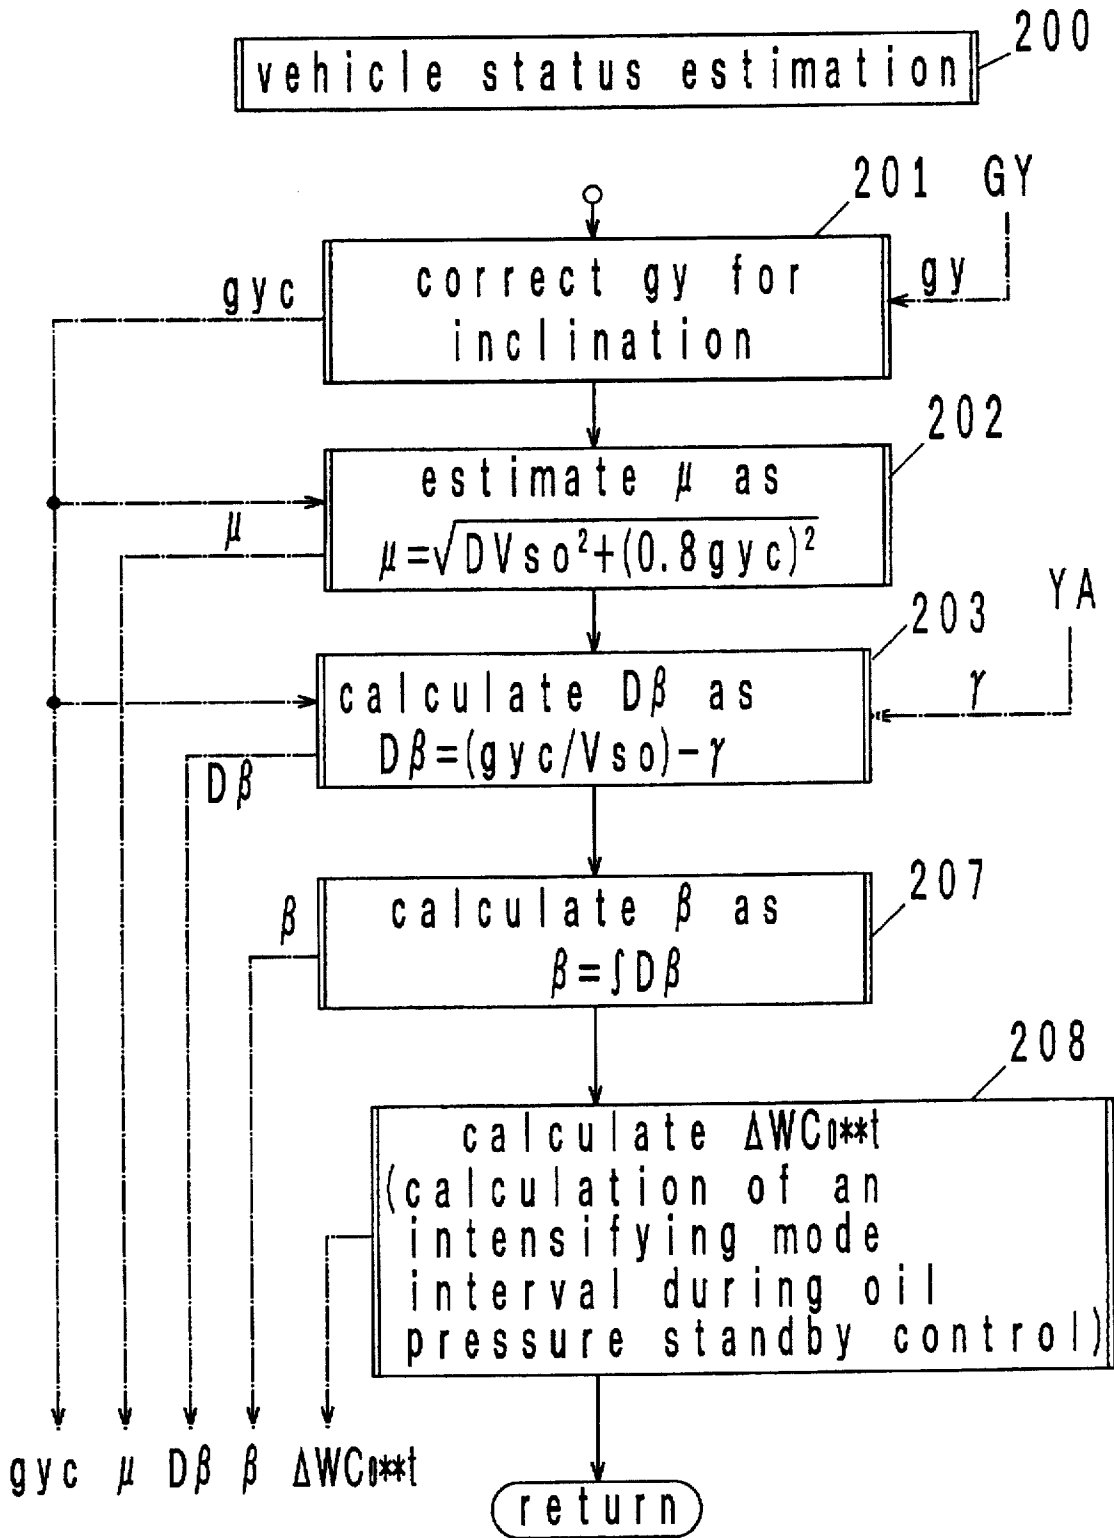 200
vehicle status estimation
201 GY
gyc
correct gy for
inclination
gy
202
estimate μ as
μ=√DVso²+(0.8gyc)²
μ
203
YA
calculate Dβ as
Dβ=(gyc/Vso)-γ
γ
Dβ
207
calculate β as
β=∫Dβ
β
208
calculate ΔWC0**t
(calculation of an
intensifying mode
interval during oil
pressure standby control)
gyc μ Dβ β ΔWC0**t
return